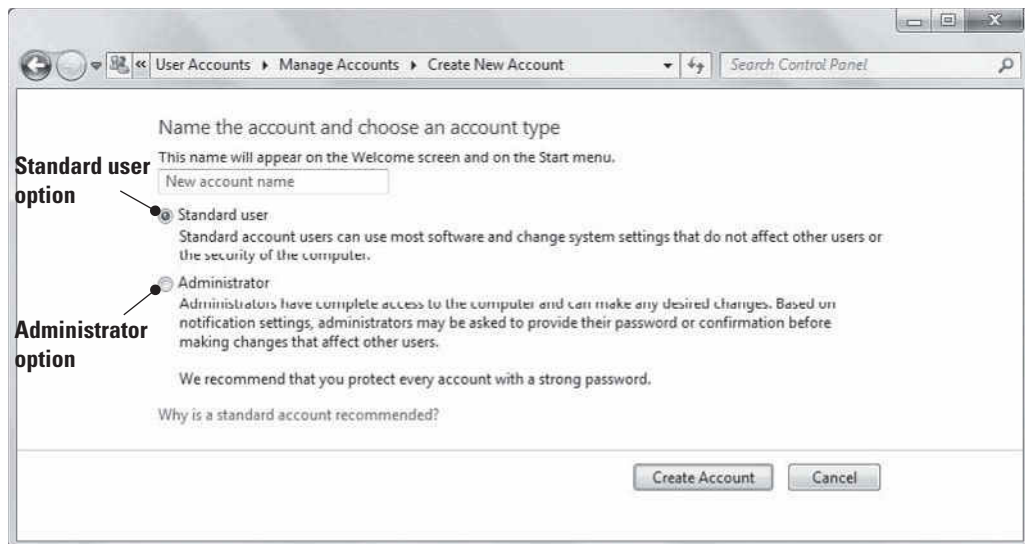 « User Accounts ▸ Manage Accounts ▸ Create New Account
Search Control Panel
Name the account and choose an account type
This name will appear on the Welcome screen and on the Start menu.
New account name
Standard user option
Standard user
Standard account users can use most software and change system settings that do not affect other users or
the security of the computer.
Administrator
Administrators have complete access to the computer and can make any desired changes. Based on
notification settings, administrators may be asked to provide their password or confirmation before
making changes that affect other users.
Administrator option
We recommend that you protect every account with a strong password.
Why is a standard account recommended?
Create Account
Cancel